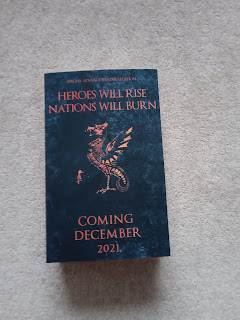 HEROES WILL RISE
NATIONS WILL BURN
COMING
DECEMBER
2021